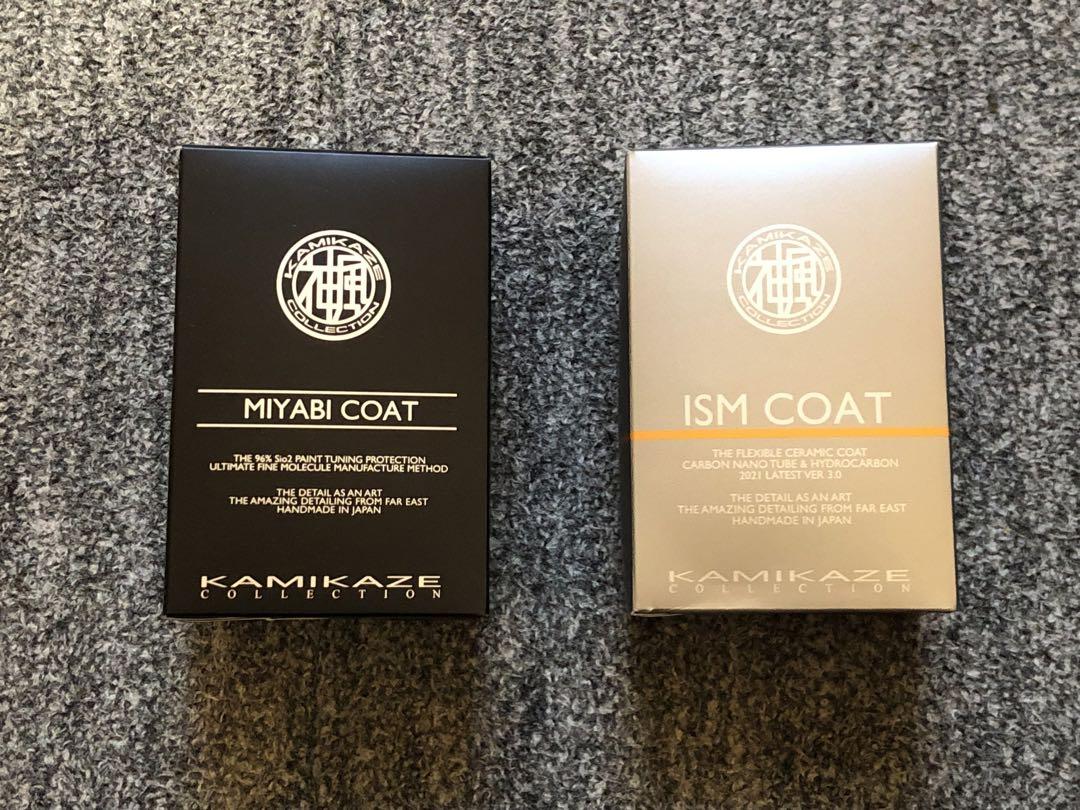 KAMIKAZE
神風
COLLECTION
MIYABI COAT
THE 96% Sio2 PAINT TUNING PROTECTION
ULTIMATE FINE MOLECULE MANUFACTURE METHOD
THE DETAIL AS AN ART
THE AMAZING DETAILING FROM FAR EAST
HANDMADE IN JAPAN
KAMIKAZE
COLLECTION
KAMIKAZE
神風
COLLECTION
ISM COAT
THE FLEXIBLE CERAMIC COAT
CARBON NANO TUBE & HYDROCARBON
2021 LATEST VER 3.0
THE DETAIL AS AN ART
THE AMAZING DETAILING FROM FAR EAST
HANDMADE IN JAPAN
KAMIKAZE
COLLECTION